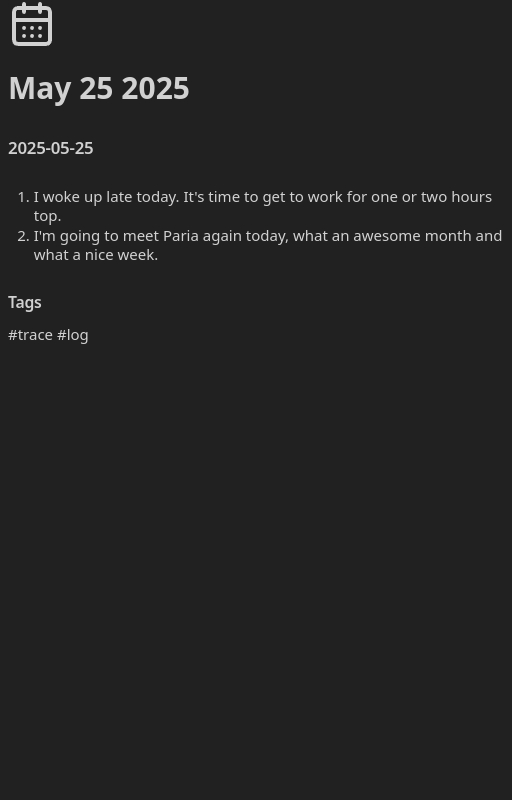 May 25 2025
2025-05-25
1. I woke up late today. It's time to get to work for one or two hours
top.
2. I'm going to meet Paria again today, what an awesome month and
what a nice week.
Tags
#trace #log